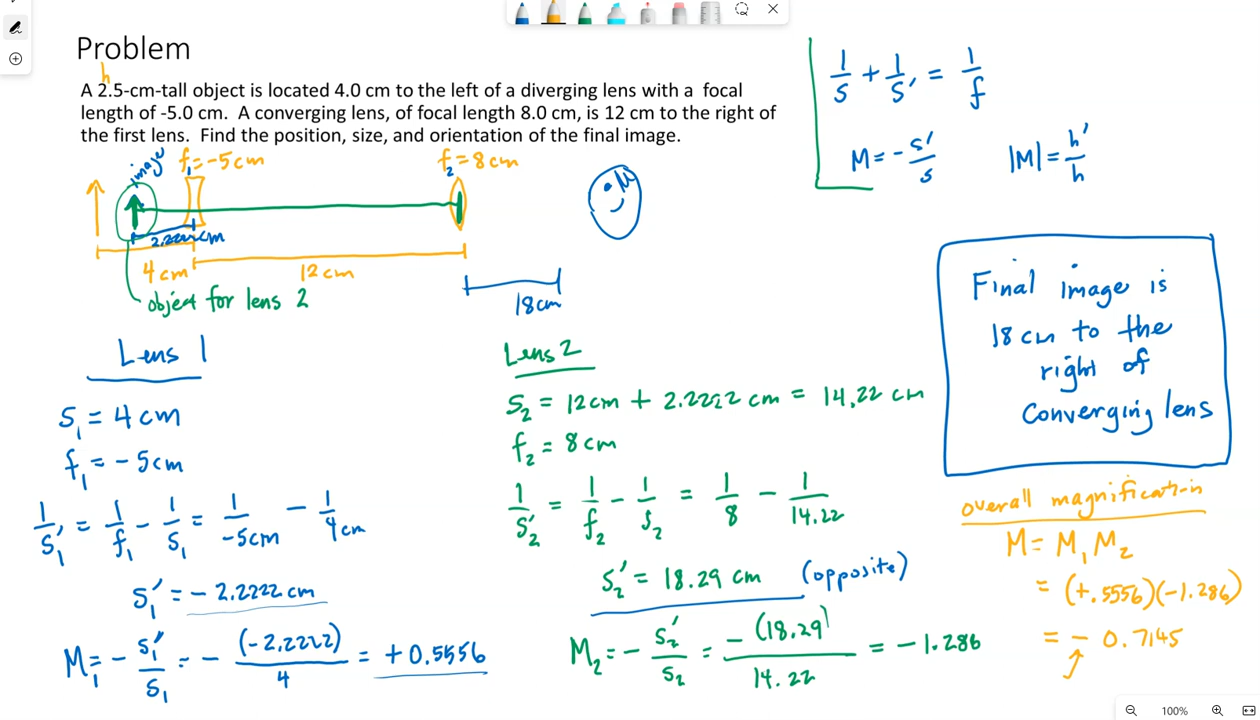 Problem
h
A 2.5-cm-tall object is located 4.0 cm to the left of a diverging lens with a focal
length of -5.0 cm. A converging lens, of focal length 8.0 cm, is 12 cm to the right of
the first lens. Find the position, size, and orientation of the final image.
1/s + 1/s' = 1/f
M = -s'/s |M| = h'/h
image
f₁ = -5cm
f₂ = 8cm
2.2222cm
4cm
12cm
object for lens 2
18cm
Lens 1
s₁ = 4cm
f₁ = -5cm
1/s₁' = 1/f₁ - 1/s₁ = 1/-5cm - 1/4cm
s₁' = -2.2222 cm
M₁ = -s₁'/s₁ = -(-2.2222)/4 = +0.5556
Lens 2
s₂ = 12cm + 2.2222 cm = 14.22 cm
f₂ = 8cm
1/s₂' = 1/f₂ - 1/s₂ = 1/8 - 1/14.22
s₂' = 18.29 cm (opposite)
M₂ = -s₂'/s₂ = -(18.29)/14.22 = -1.286
Final image is
18 cm to the
right of
converging lens
overall magnification
M = M₁M₂
= (+.5556)(-1.286)
= - 0.7145
100%